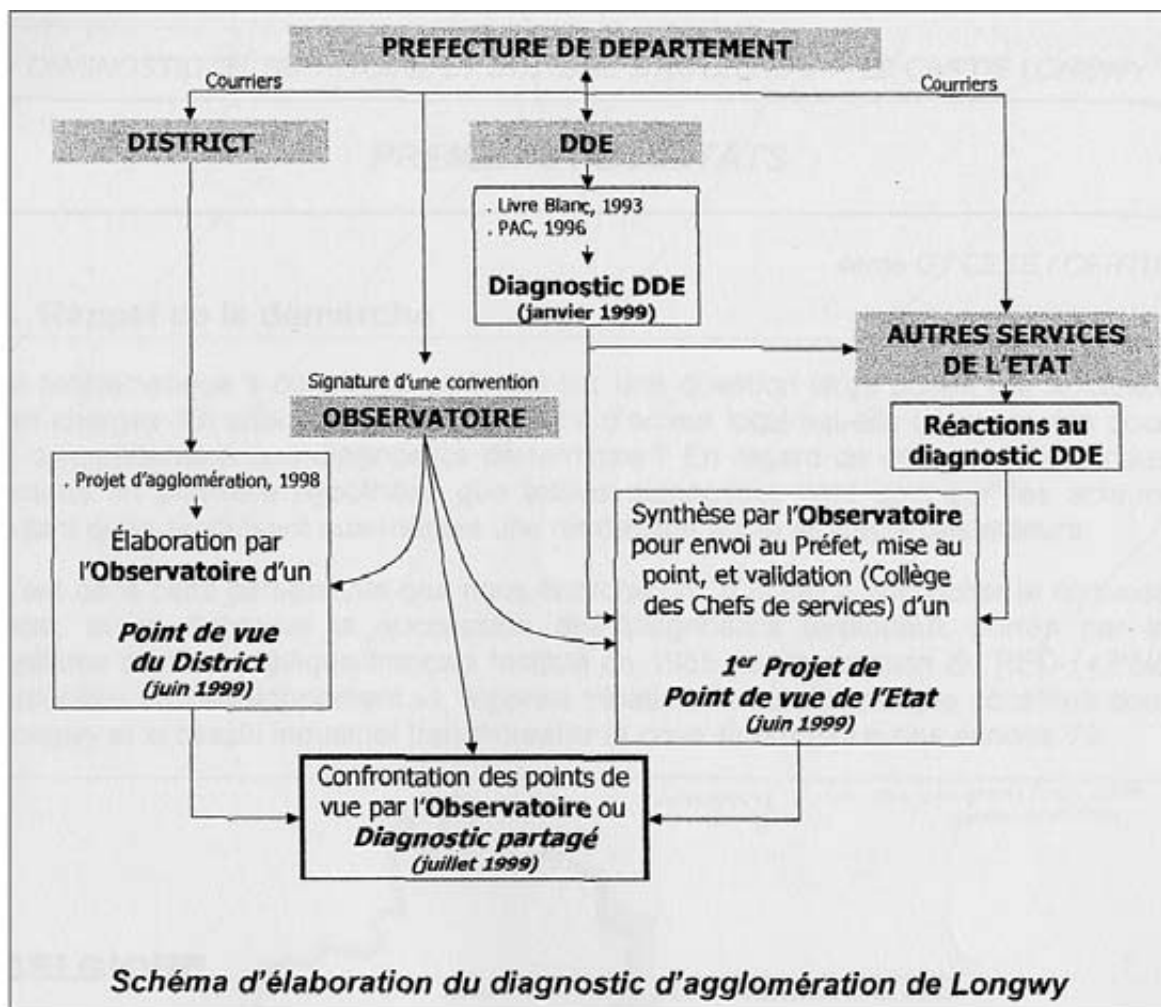 PREFECTURE DE DEPARTEMENT
Courriers
Courriers
DISTRICT
DDE
. Livre Blanc, 1993
. PAC, 1996
Diagnostic DDE
(janvier 1999)
AUTRES SERVICES
DE L'ETAT
Signature d'une convention
OBSERVATOIRE
Réactions au
diagnostic DDE
. Projet d'agglomération, 1998
Élaboration par
l'Observatoire d'un
Point de vue
du District
(juin 1999)
Synthèse par l'Observatoire
pour envoi au Préfet, mise au
point, et validation (Collège
des Chefs de services) d'un
1er Projet de
Point de vue de l'Etat
(juin 1999)
Confrontation des points de
vue par l'Observatoire ou
Diagnostic partagé
(juillet 1999)
Schéma d'élaboration du diagnostic d'agglomération de Longwy